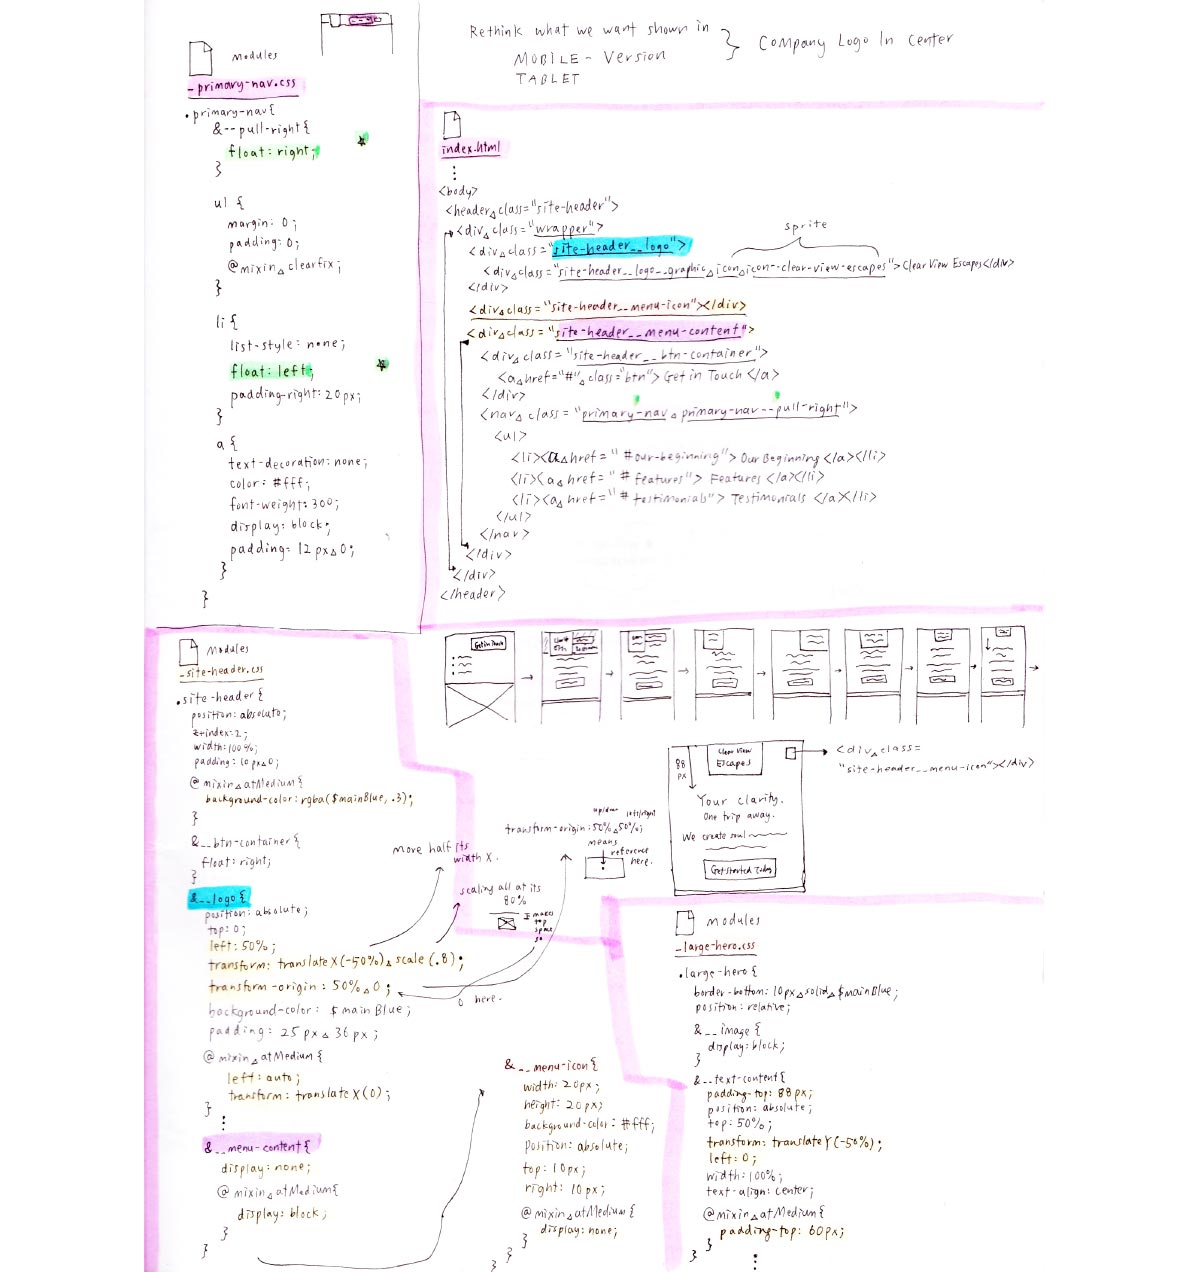 Rethink what we want shown in
MOBILE - Version
TABLET
Company Logo In Center
Modules
_primary-nav.css
.primary-nav{
&--pull-right{
float: right;
}
ul {
margin: 0;
padding: 0;
@mixin△clearfix;
}
li {
list-style: none;
float: left;
padding-right: 20px;
}
a {
text-decoration: none;
color: #fff;
font-weight: 300;
display: block;
padding: 12px△0;
}
}
index.html
<body>
<header△class="site-header">
<div△class="wrapper">
<div△class="site-header__logo">
sprite
<div△class="site-header__logo__graphic△icon△icon--clear-view-escapes">Clear View Escapes</div>
</div>
<div△class="site-header__menu-icon"></div>
<div△class="site-header__menu-content">
<div△class="site-header__btn-container">
<a△href="#"△class="btn">Get in Touch</a>
</div>
<nav△class="primary-nav△primary-nav--pull-right">
<ul>
<li><a△href="#our-beginning">Our Beginning</a></li>
<li><a△href="#features">Features</a></li>
<li><a△href="#testimonials">Testimonials</a></li>
</ul>
</nav>
</div>
</div>
</header>
Modules
_site-header.css
.site-header{
position: absolute;
z-index: 2;
width: 100%;
padding: 10px△0;
@mixin△atMedium{
background-color: rgba($mainBlue, .3);
}
&__btn-container{
float: right;
}
&__logo{
position: absolute;
top: 0;
left: 50%;
transform: translateX(-50%)△scale(.8);
transform-origin: 50%△0;
background-color: $mainBlue;
padding: 25px△36px;
@mixin△atMedium{
left: auto;
transform: translateX(0);
}
&__menu-content{
display: none;
@mixin△atMedium{
display: block;
}
}
move half its
width X.
scaling all at its
80%
I makes
top
space
so
0 here.
up/down left/right
transform-origin: 50%△50%;
means
reference
here.
&__menu-icon{
width: 20px;
height: 20px;
background-color: #fff;
position: absolute;
top: 10px;
right: 10px;
@mixin△atMedium{
display: none;
}
}
}
Get in Touch
88
px
Clear View
Escapes
Your clarity.
One trip away.
We create soul
Get Started Today
<div△class=
"site-header__menu-icon"></div>
modules
_large-hero.css
.large-hero{
border-bottom: 10px△solid△$mainBlue;
position: relative;
&__image{
display: block;
}
&__text-content{
padding-top: 88px;
position: absolute;
top: 50%;
transform: translateY(-50%);
left: 0;
width: 100%;
text-align: center;
@mixin△atMedium{
padding-top: 60px;
}
}